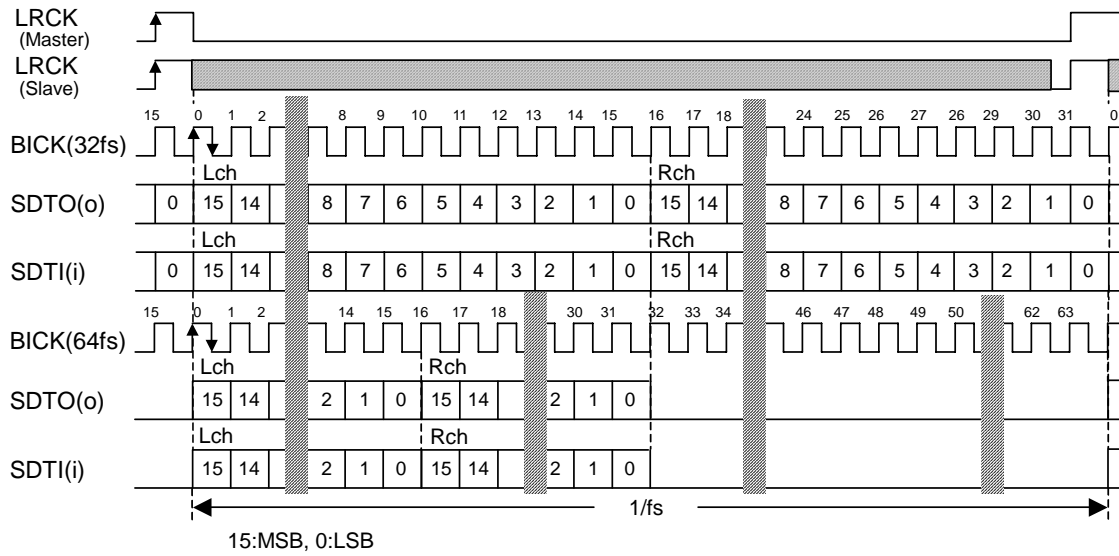 LRCK
(Master)
LRCK
(Slave)
15 0 1 2 8 9 10 11 12 13 14 15 16 17 18 24 25 26 27 26 29 30 31 0
BICK(32fs)
Lch Rch
SDTO(o) 0 15 14 8 7 6 5 4 3 2 1 0 15 14 8 7 6 5 4 3 2 1 0
Lch Rch
SDTI(i) 0 15 14 8 7 6 5 4 3 2 1 0 15 14 8 7 6 5 4 3 2 1 0
15 0 1 2 14 15 16 17 18 30 31 32 33 34 46 47 48 49 50 62 63
BICK(64fs)
Lch Rch
SDTO(o) 15 14 2 1 0 15 14 2 1 0
Lch Rch
SDTI(i) 15 14 2 1 0 15 14 2 1 0
1/fs
15:MSB, 0:LSB